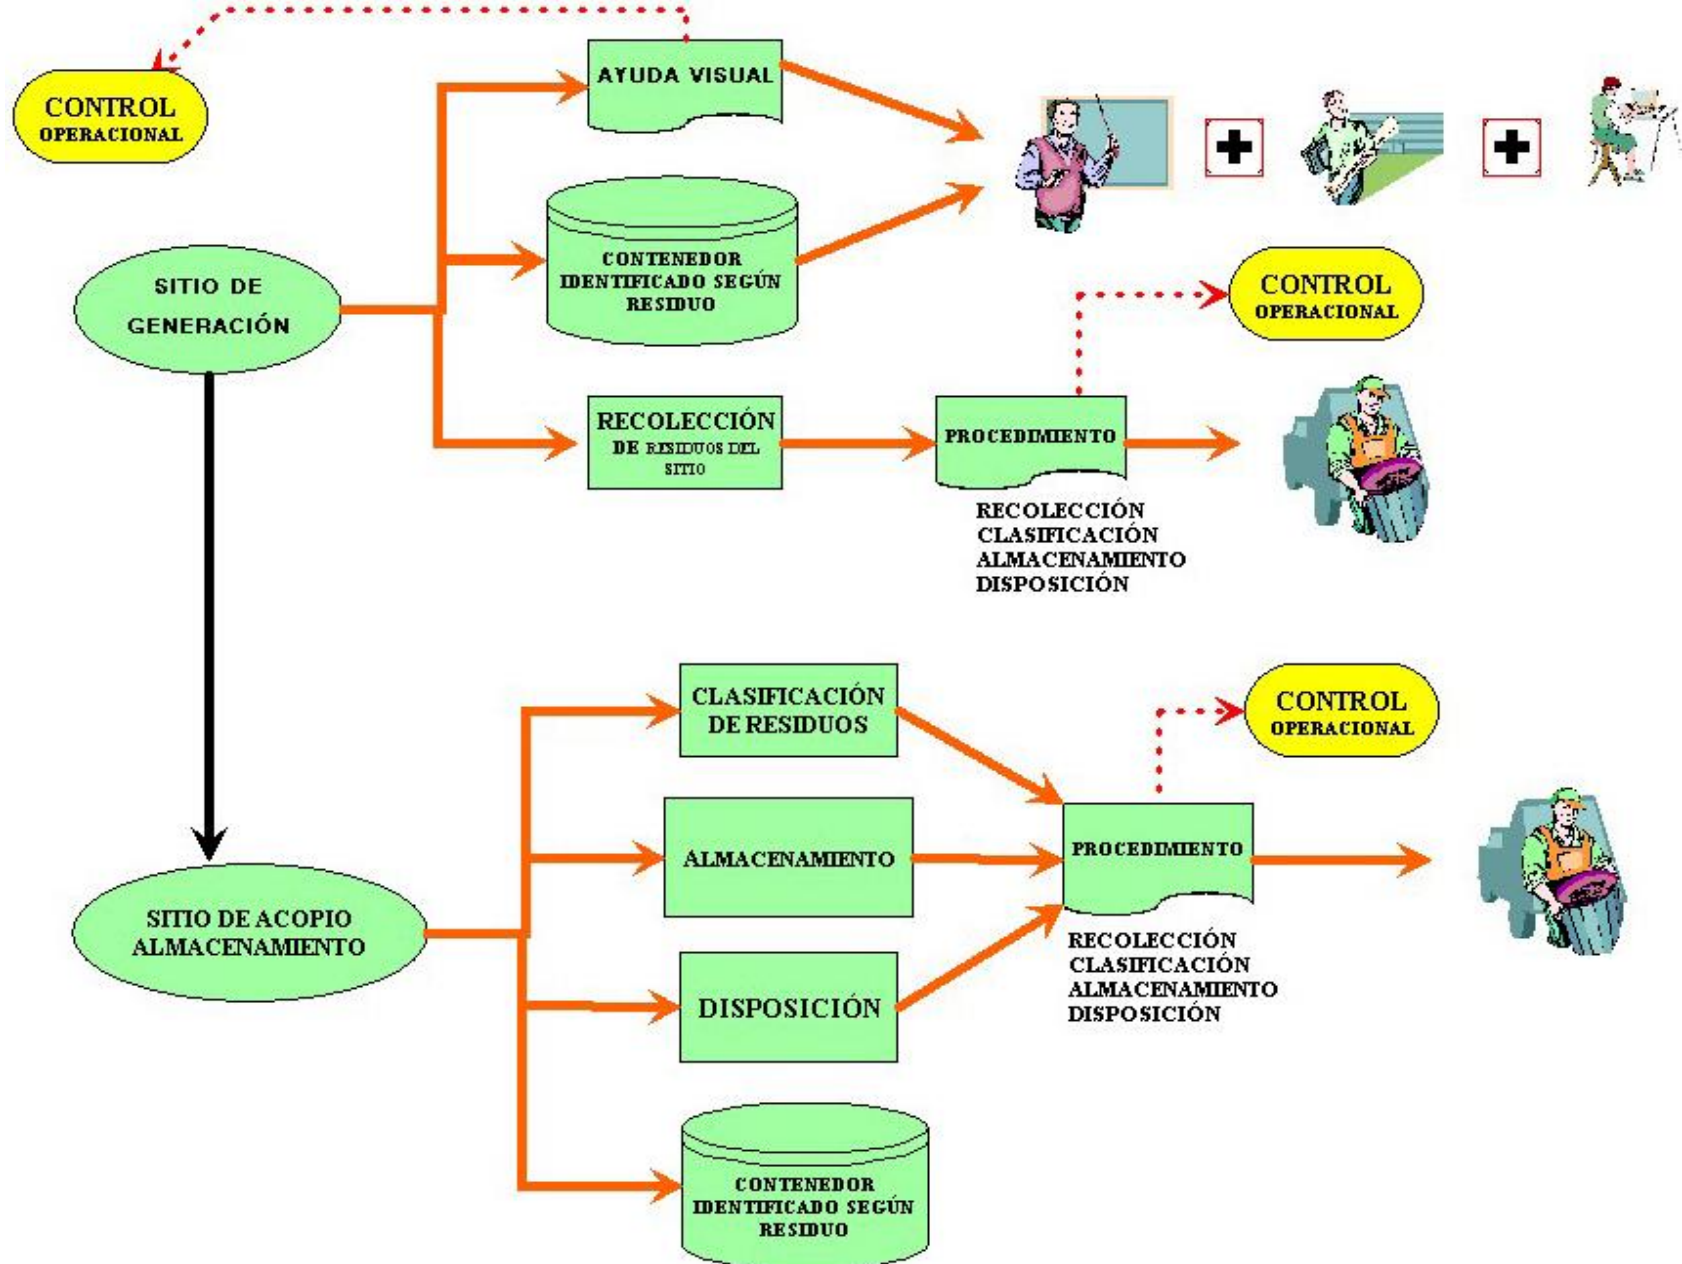 AYUDA VISUAL
CONTROL
OPERACIONAL
CONTENEDOR
IDENTIFICADO SEGÚN
RESIDUO
SITIO DE
GENERACIÓN
CONTROL
OPERACIONAL
RECOLECCIÓN
DE RESIDUOS DEL
SITIO
PROCEDIMIENTO
RECOLECCIÓN
CLASIFICACIÓN
ALMACENAMIENTO
DISPOSICIÓN
CLASIFICACIÓN
DE RESIDUOS
CONTROL
OPERACIONAL
ALMACENAMIENTO
PROCEDIMIENTO
SITIO DE ACOPIO
ALMACENAMIENTO
RECOLECCIÓN
CLASIFICACIÓN
ALMACENAMIENTO
DISPOSICIÓN
DISPOSICIÓN
CONTENEDOR
IDENTIFICADO SEGÚN
RESIDUO